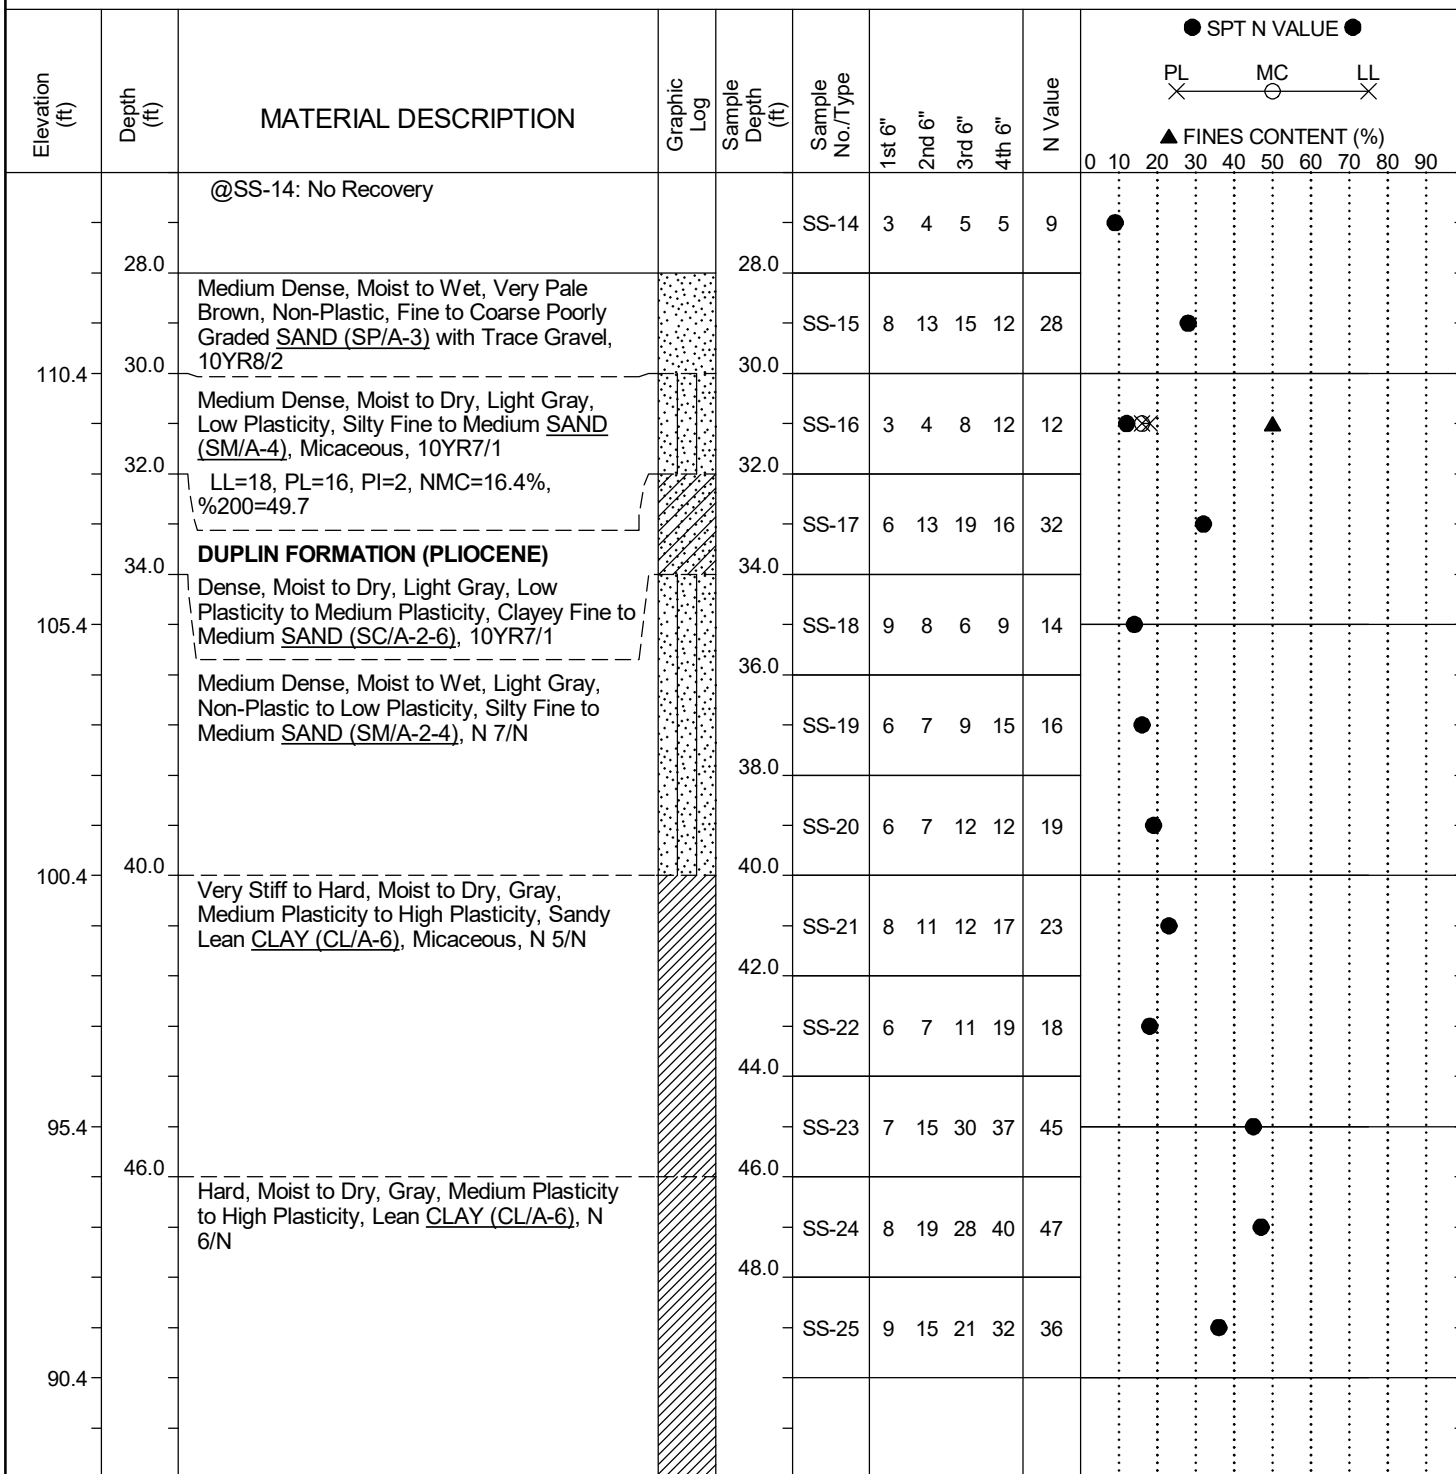 ● SPT N VALUE ●
PL MC LL
▲ FINES CONTENT (%)
0 10 20 30 40 50 60 70 80 90
Elevation (ft)
Depth (ft)
MATERIAL DESCRIPTION
Graphic Log
Sample Depth (ft)
Sample No./Type
1st 6"
2nd 6"
3rd 6"
4th 6"
N Value
@SS-14: No Recovery
SS-14 3 4 5 5 9
28.0 28.0
Medium Dense, Moist to Wet, Very Pale
Brown, Non-Plastic, Fine to Coarse Poorly
Graded SAND (SP/A-3) with Trace Gravel,
10YR8/2
SS-15 8 13 15 12 28
110.4 30.0 30.0
Medium Dense, Moist to Dry, Light Gray,
Low Plasticity, Silty Fine to Medium SAND
(SM/A-4), Micaceous, 10YR7/1
SS-16 3 4 8 12 12
32.0 32.0
LL=18, PL=16, PI=2, NMC=16.4%,
%200=49.7
SS-17 6 13 19 16 32
DUPLIN FORMATION (PLIOCENE)
34.0 34.0
Dense, Moist to Dry, Light Gray, Low
Plasticity to Medium Plasticity, Clayey Fine to
Medium SAND (SC/A-2-6), 10YR7/1
105.4 SS-18 9 8 6 9 14
36.0
Medium Dense, Moist to Wet, Light Gray,
Non-Plastic to Low Plasticity, Silty Fine to
Medium SAND (SM/A-2-4), N 7/N
SS-19 6 7 9 15 16
38.0
SS-20 6 7 12 12 19
100.4 40.0 40.0
Very Stiff to Hard, Moist to Dry, Gray,
Medium Plasticity to High Plasticity, Sandy
Lean CLAY (CL/A-6), Micaceous, N 5/N
SS-21 8 11 12 17 23
42.0
SS-22 6 7 11 19 18
44.0
95.4 SS-23 7 15 30 37 45
46.0 46.0
Hard, Moist to Dry, Gray, Medium Plasticity
to High Plasticity, Lean CLAY (CL/A-6), N
6/N
SS-24 8 19 28 40 47
48.0
SS-25 9 15 21 32 36
90.4